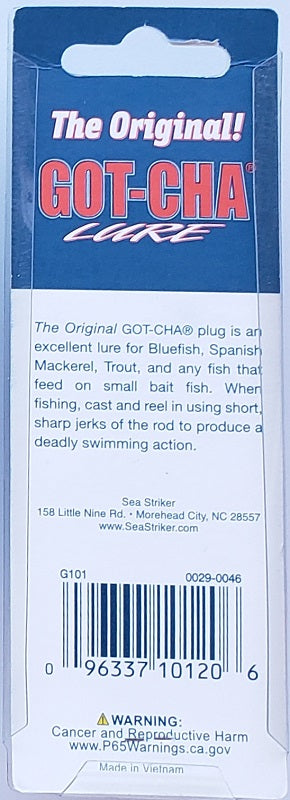 The Original!
GOT-CHA®
LURE
The Original GOT-CHA® plug is an
excellent lure for Bluefish, Spanish
Mackerel, Trout, and any fish that
feed on small bait fish. When
fishing, cast and reel in using short,
sharp jerks of the rod to produce a
deadly swimming action.
Sea Striker
158 Little Nine Rd. • Morehead City, NC 28557
www.SeaStriker.com
G101 0029-0046
0 96337 10120 6
⚠WARNING:
Cancer and Reproductive Harm
www.P65Warnings.ca.gov
Made in Vietnam